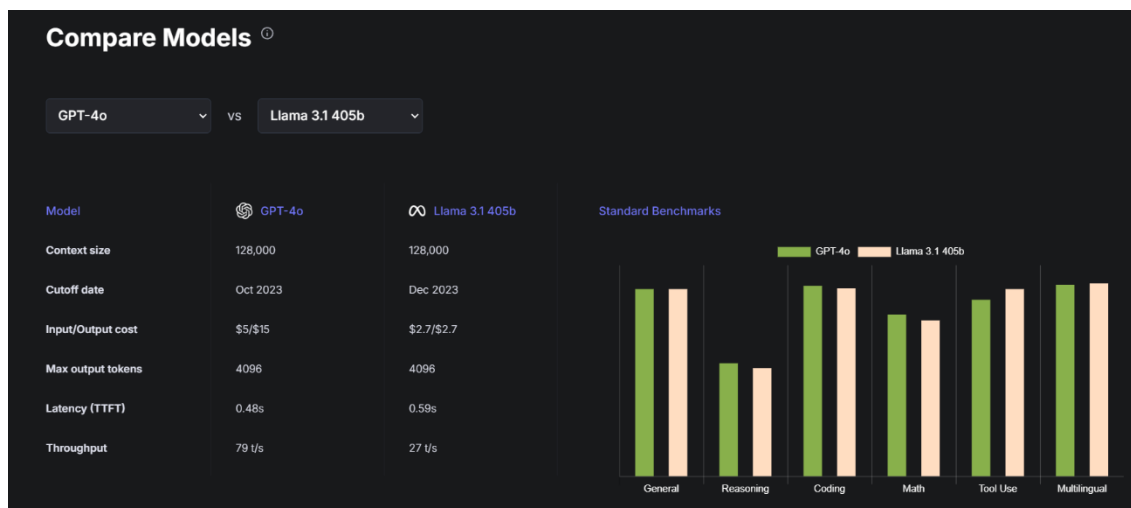 Compare Models
GPT-4o vs Llama 3.1 405b
Model GPT-4o Llama 3.1 405b Standard Benchmarks
Context size 128,000 128,000
GPT-4o Llama 3.1 405b
Cutoff date Oct 2023 Dec 2023
Input/Output cost $5/$15 $2.7/$2.7
Max output tokens 4096 4096
Latency (TTFT) 0.48s 0.59s
Throughput 79 t/s 27 t/s
General Reasoning Coding Math Tool Use Multilingual